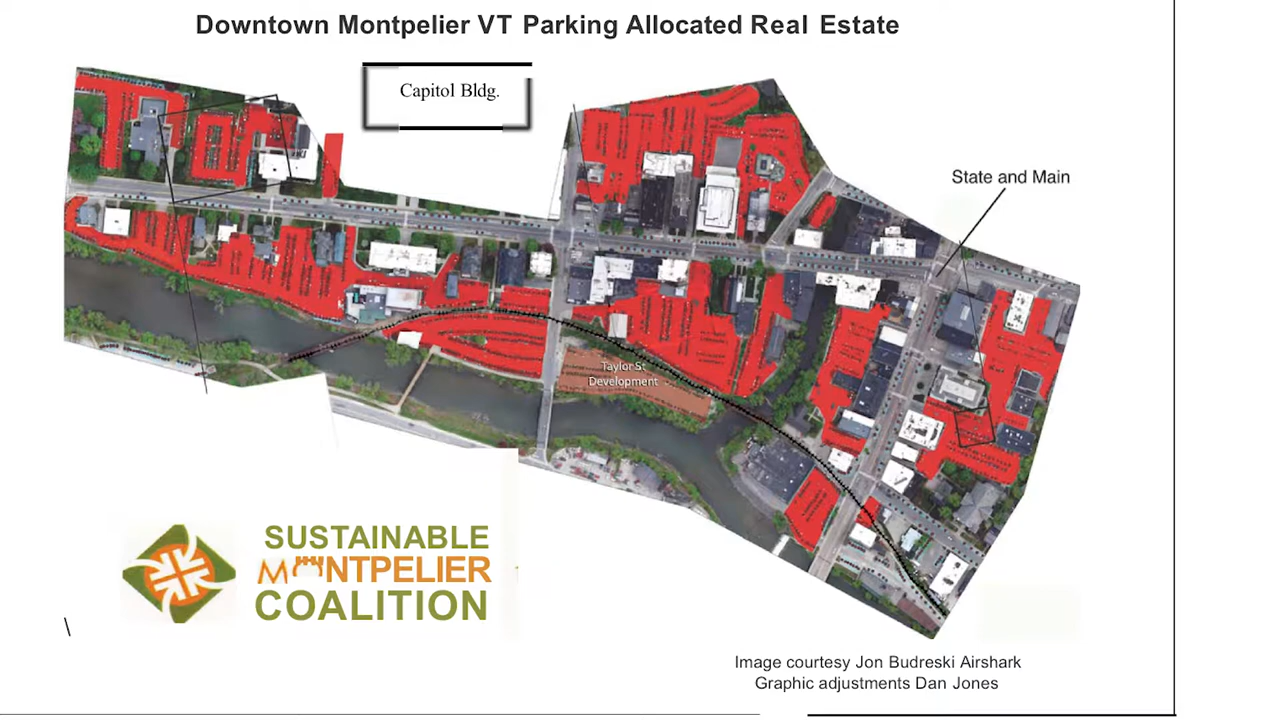 Downtown Montpelier VT Parking Allocated Real Estate
Capitol Bldg.
State and Main
Taylor St
Development
SUSTAINABLE
MONTPELIER
COALITION
Image courtesy Jon Budreski Airshark
Graphic adjustments Dan Jones